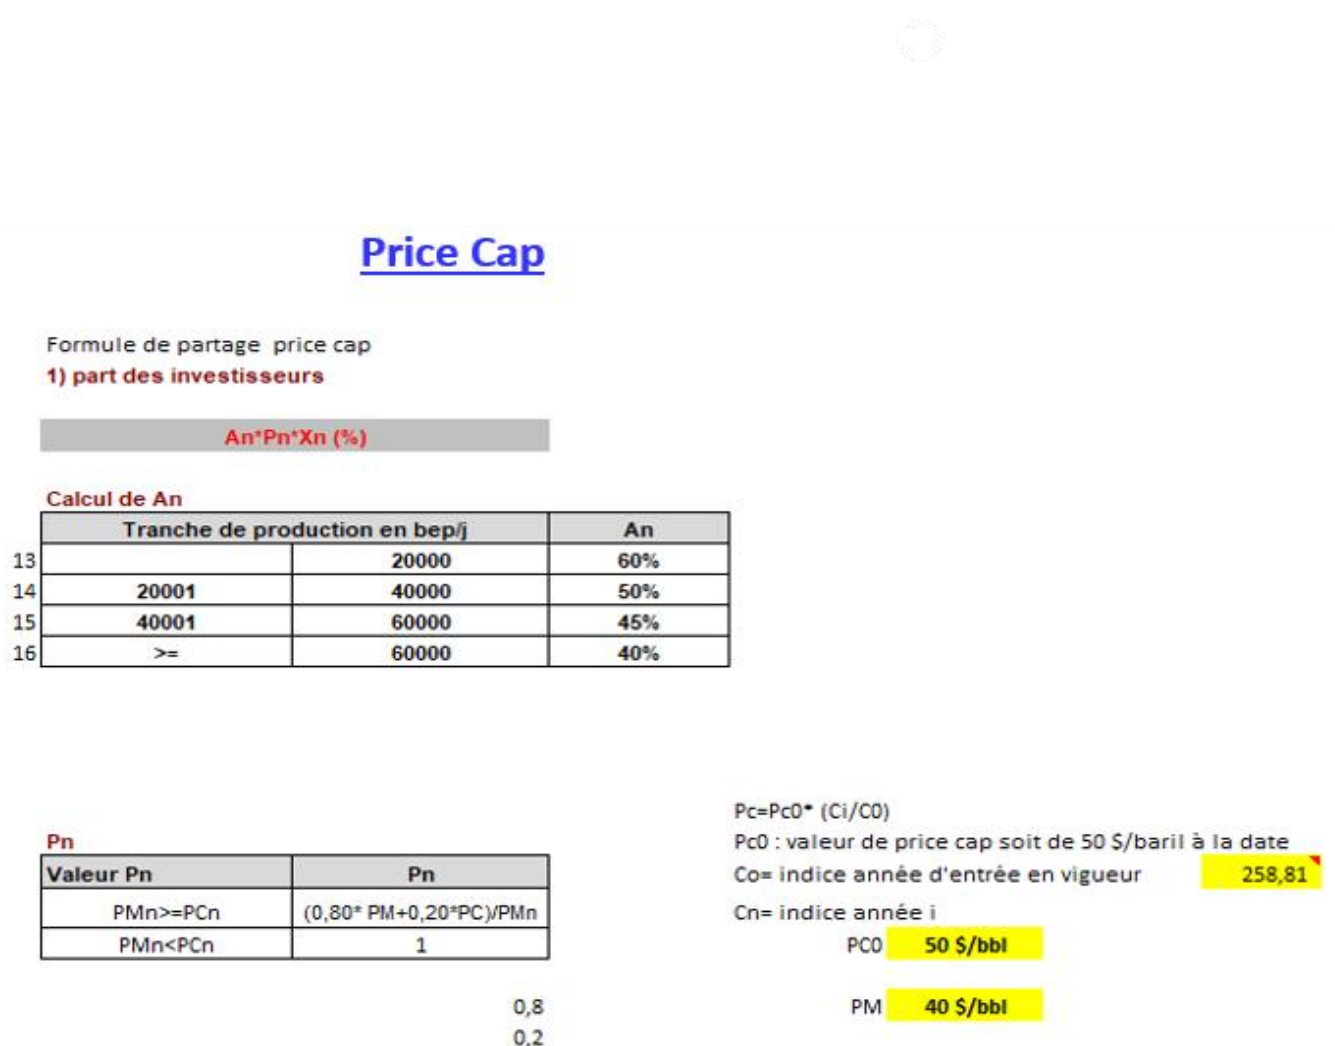 Price Cap
Formule de partage price cap
1) part des investisseurs
An*Pn*Xn (%)
Calcul de An
Tranche de production en bep/j An
13 20000 60%
14 20001 40000 50%
15 40001 60000 45%
16 >= 60000 40%
Pc=Pc0* (Ci/C0)
Pn
Pc0 : valeur de price cap soit de 50 $/baril à la date
Valeur Pn Pn
Co= indice année d'entrée en vigueur 258,81
PMn>=PCn (0,80* PM+0,20*PC)/PMn
Cn= indice année i
PMn<PCn 1
PC0 50 $/bbl
0,8
PM 40 $/bbl
0,2